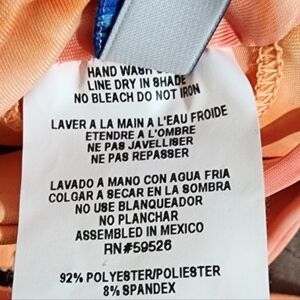 HAND WASH
LINE DRY IN SHADE
NO BLEACH DO NOT IRON
LAVER A LA MAIN A L'EAU FROIDE
ETENDRE A L'OMBRE
NE PAS JAVELLISER
NE PAS REPASSER
LAVADO A MANO CON AGUA FRIA
COLGAR A SECAR EN LA SOMBRA
NO USE BLANQUEADOR
NO PLANCHAR
ASSEMBLED IN MEXICO
RN#59526
92% POLYESTER/POLIESTER
8% SPANDEX